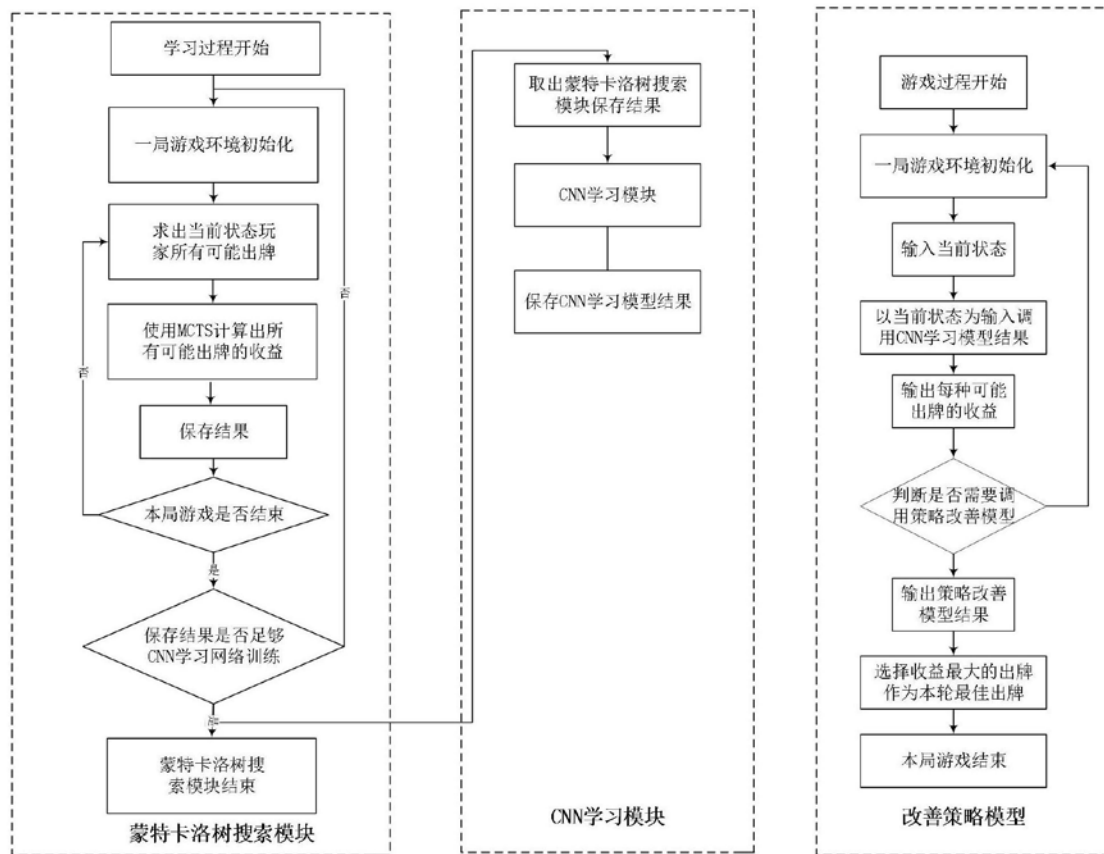 学习过程开始
一局游戏环境初始化
求出当前状态玩
家所有可能出牌
否
否
使用MCTS计算出所
有可能出牌的收益
保存结果
本局游戏是否结束
是
保存结果是否足够
CNN学习网络训练
是
蒙特卡洛树搜
索模块结束
蒙特卡洛树搜索模块
取出蒙特卡洛树搜索
模块保存结果
CNN学习模块
保存CNN学习模型结果
CNN学习模块
游戏过程开始
一局游戏环境初始化
输入当前状态
以当前状态为输入调
用CNN学习模型结果
输出每种可能
出牌的收益
判断是否需要调
用策略改善模型
输出策略改善
模型结果
选择收益最大的出牌
作为本轮最佳出牌
本局游戏结束
改善策略模型